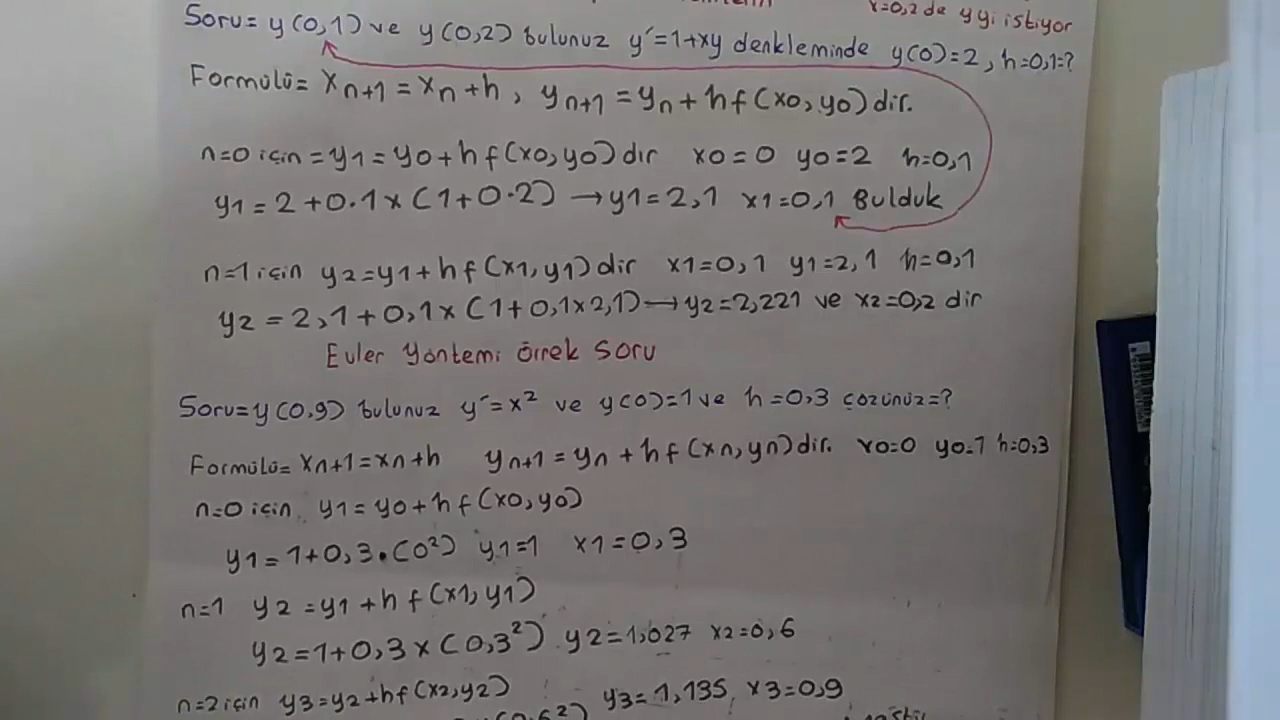 x=0,2 de y yi istiyor
Soru= y(0,1) ve y(0,2) bulunuz y'=1+xy denkleminde y(0)=2, h=0,1=?
Formülü= xn+1 = xn+h, yn+1 = yn + h f(x0, y0) dir.
n=0 için = y1 = y0 + h f(x0, y0) dır x0=0 y0=2 h=0,1
y1 = 2 + 0.1 x (1+0.2) → y1 = 2,1 x1=0,1 Bulduk
n=1 için y2=y1 + h f(x1, y1) dir x1=0,1 y1=2,1 h=0,1
y2 = 2,1 + 0,1 x (1+0,1x2,1) → y2=2,221 ve x2=0,2 dir
Euler Yöntemi Örnek Soru
Soru= y(0,9) bulunuz y'=x² ve y(0)=1 ve h=0,3 çözünüz=?
Formülü= xn+1=xn+h yn+1 = yn + h f(xn, yn) dir. x0=0 y0=1 h=0,3
n=0 için y1 = y0 + h f(x0, y0)
y1 = 1+0,3.(0²) y1=1 x1=0,3
n=1 y2 = y1 + h f(x1, y1)
y2 = 1+0,3 x (0,3²) y2=1,027 x2=0,6
n=2 için y3=y2+hf(x2,y2) y3=1,135 x3=0,9